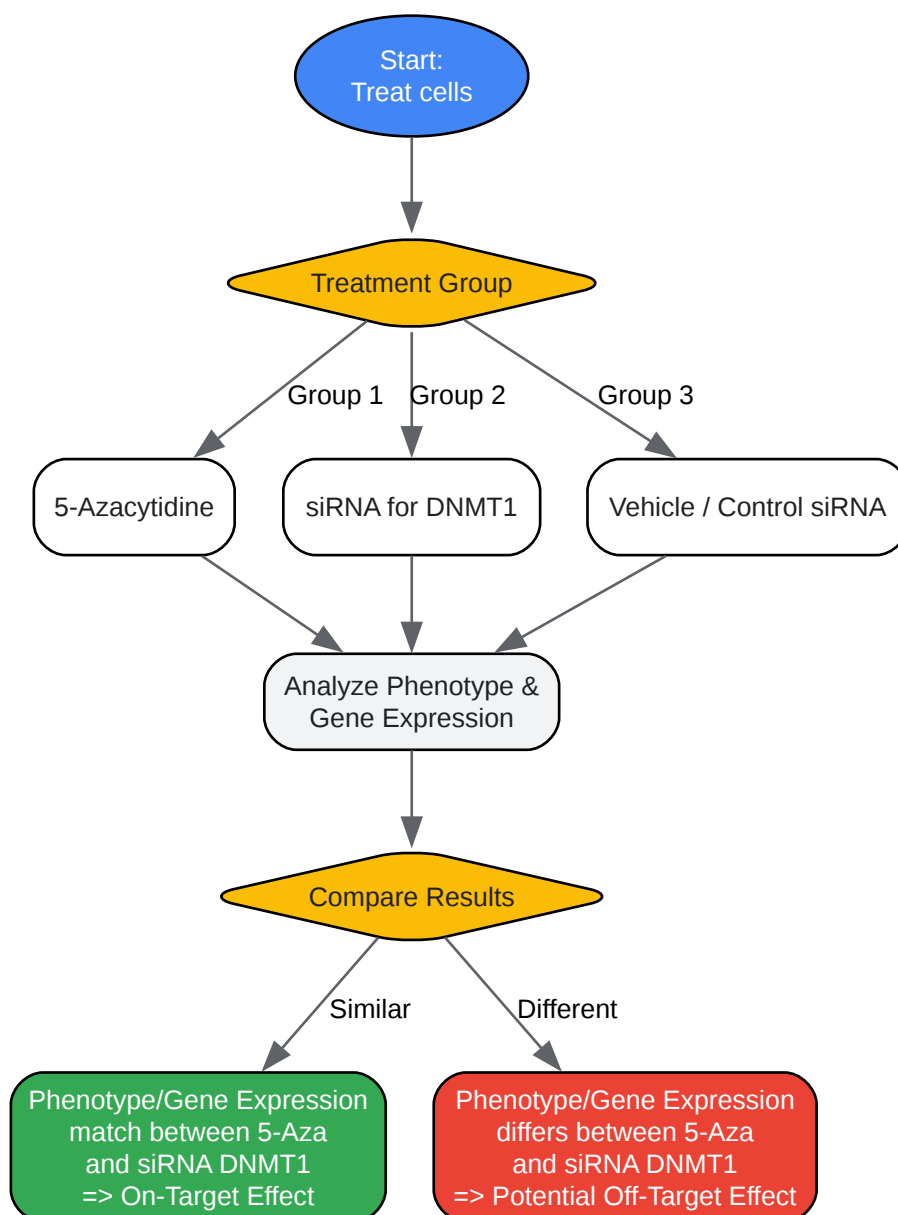 Start:
Treat cells
Treatment Group
Group 1
Group 2
Group 3
5-Azacytidine
siRNA for DNMT1
Vehicle / Control siRNA
Analyze Phenotype &
Gene Expression
Compare Results
Similar
Different
Phenotype/Gene Expression
match between 5-Aza
and siRNA DNMT1
=> On-Target Effect
Phenotype/Gene Expression
differs between 5-Aza
and siRNA DNMT1
=> Potential Off-Target Effect